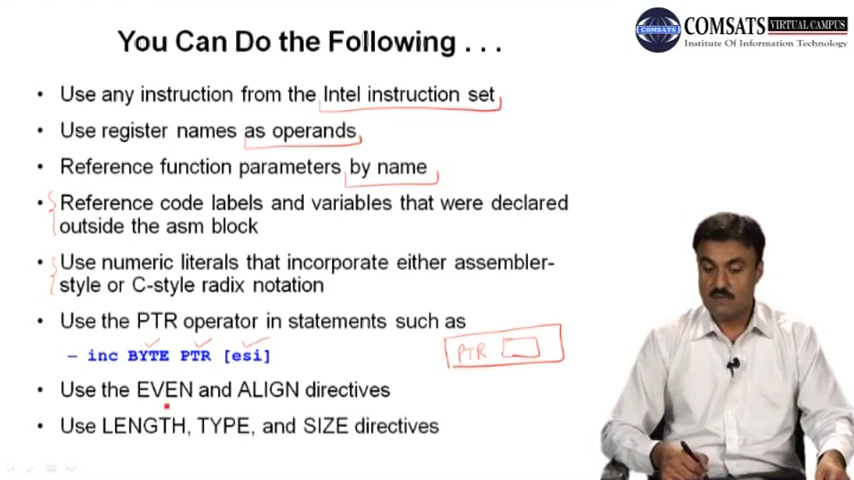 You Can Do the Following . . .
COMSATS VIRTUAL CAMPUS
Institute Of Information Technology
COMSATS
• Use any instruction from the Intel instruction set
• Use register names as operands
• Reference function parameters by name
• Reference code labels and variables that were declared
outside the asm block
• Use numeric literals that incorporate either assembler-
style or C-style radix notation
• Use the PTR operator in statements such as
– inc BYTE PTR [esi]
PTR
• Use the EVEN and ALIGN directives
• Use LENGTH, TYPE, and SIZE directives